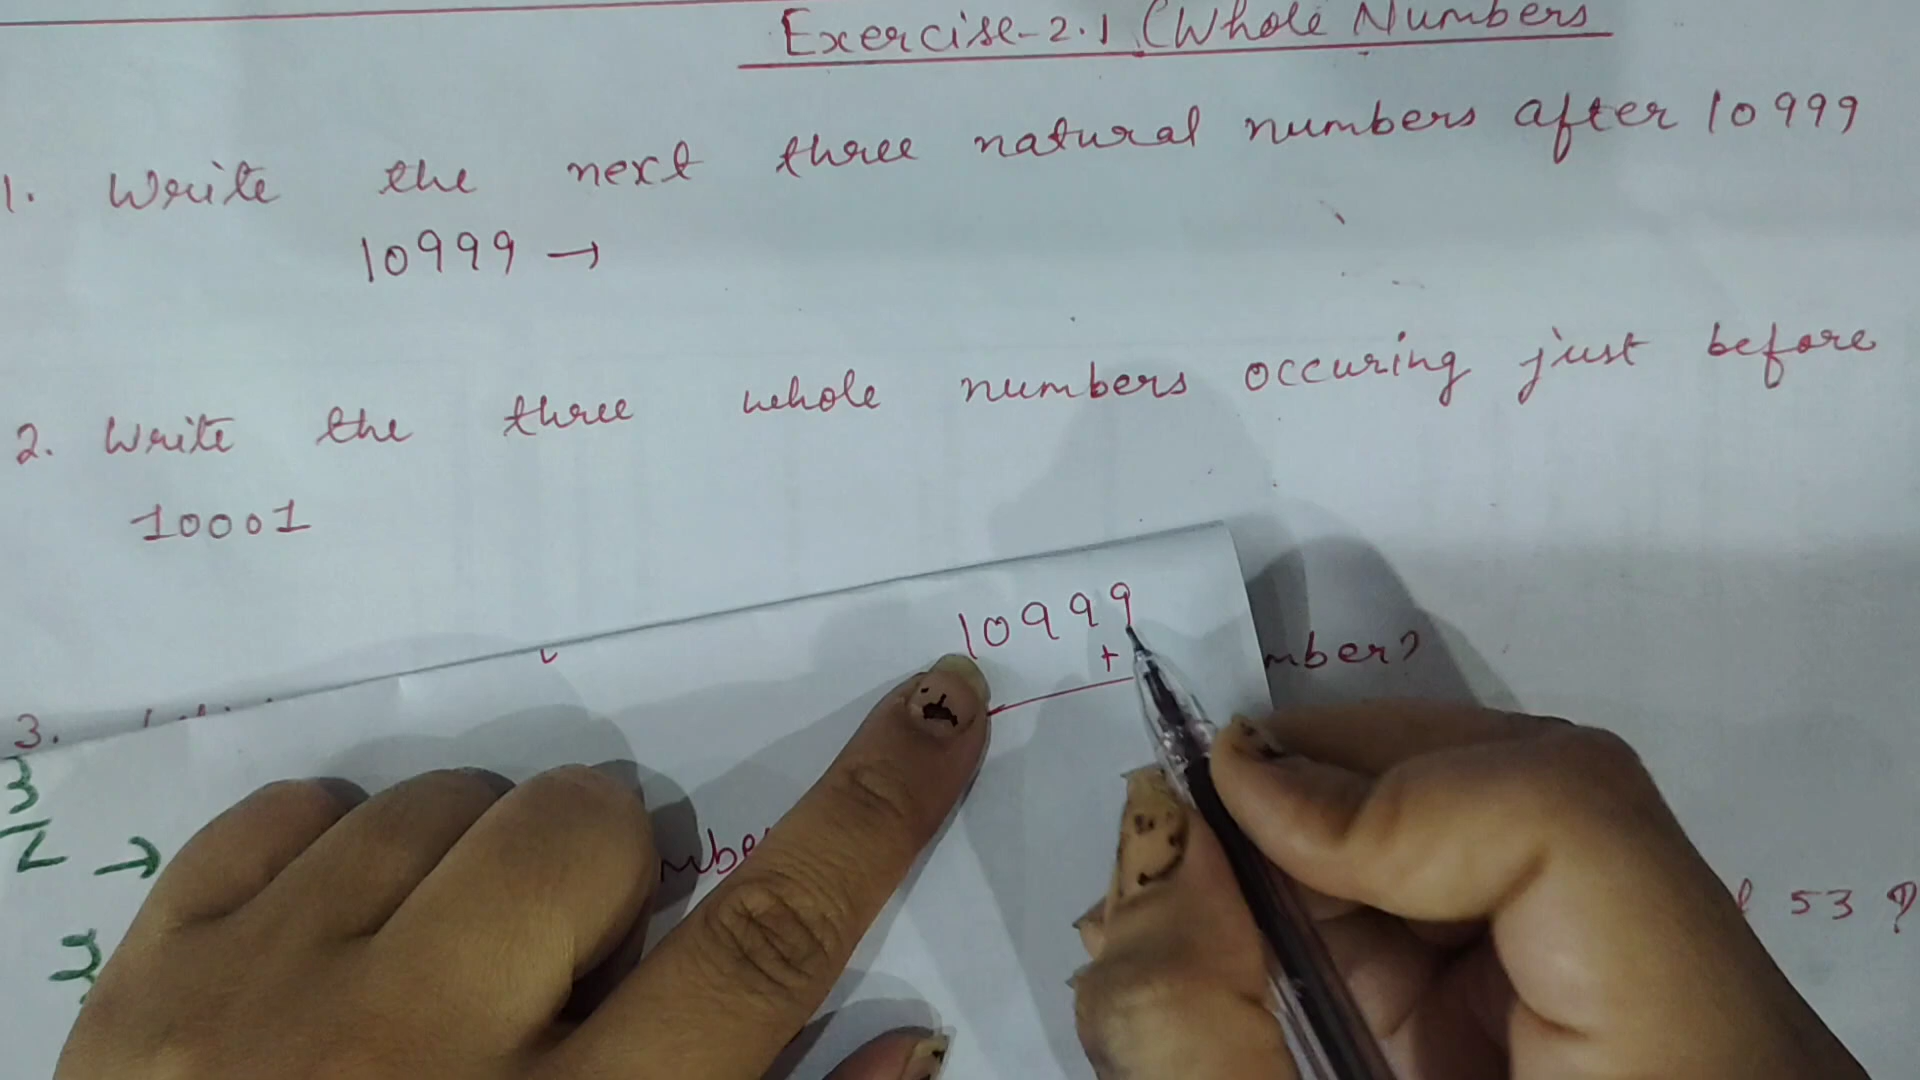 Exercise-2.1 (Whole Numbers
1. Write the next three natural numbers after 10999
10999 →
2. Write the three whole numbers occuring just before
10001
10999
+
mber?
3.
mbe
53 ?